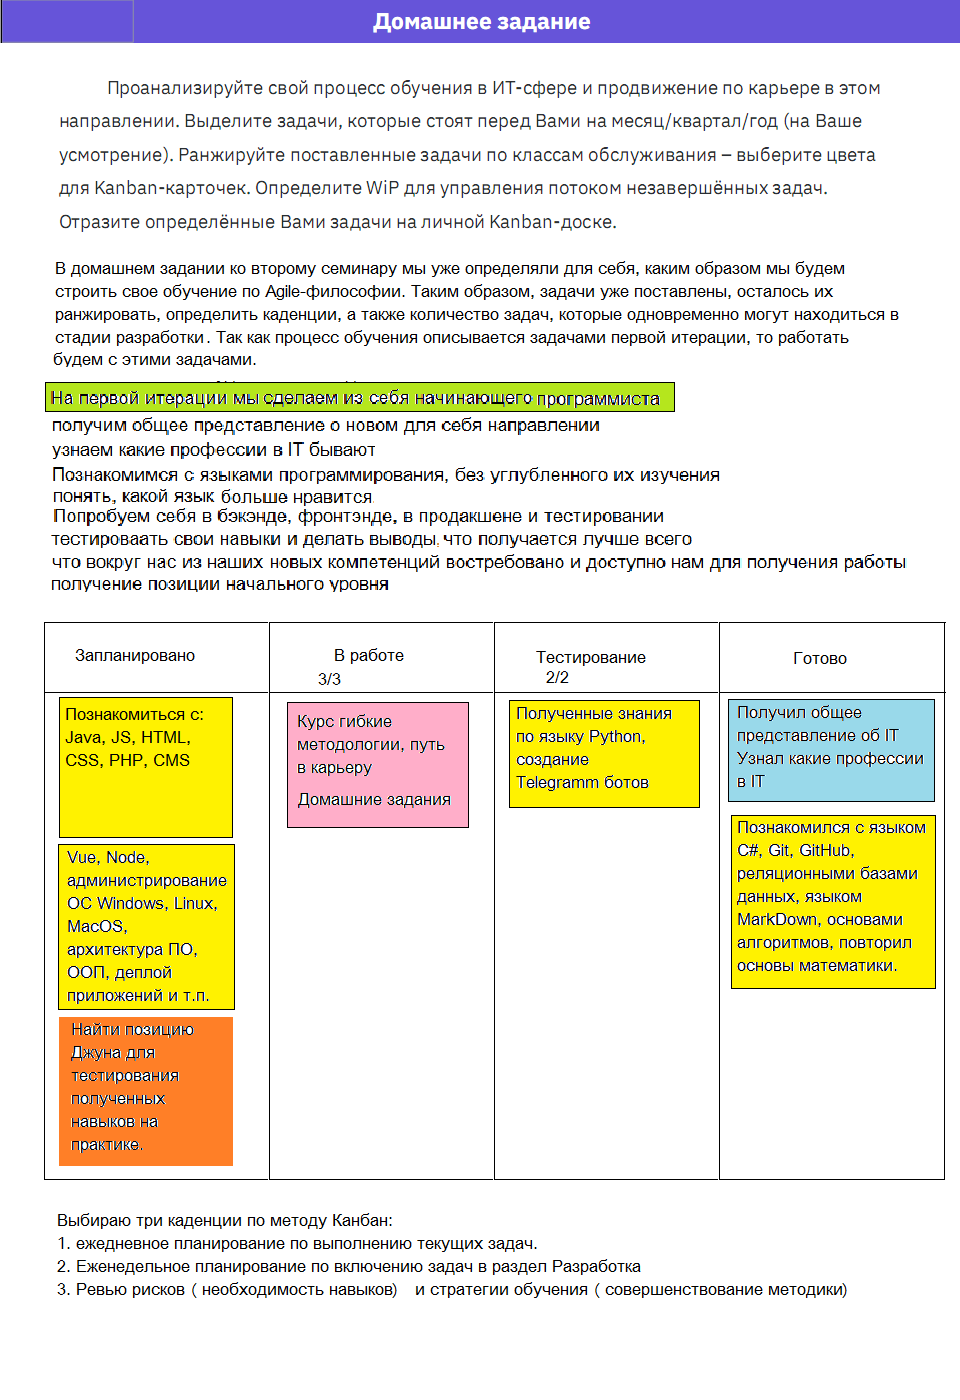 Домашнее задание
Проанализируйте свой процесс обучения в ИТ-сфере и продвижение по карьере в этом
направлении. Выделите задачи, которые стоят перед Вами на месяц/квартал/год (на Ваше
усмотрение). Ранжируйте поставленные задачи по классам обслуживания – выберите цвета
для Kanban-карточек. Определите WiP для управления потоком незавершённых задач.
Отразите определённые Вами задачи на личной Kanban-доске.
В домашнем задании ко второму семинару мы уже определяли для себя, каким образом мы будем
строить свое обучение по Agile-философии. Таким образом, задачи уже поставлены, осталось их
ранжировать, определить каденции, а также количество задач, которые одновременно могут находиться в
стадии разработки. Так как процесс обучения описывается задачами первой итерации, то работать
будем с этими задачами.
На первой итерации мы сделаем из себя начинающего программиста
получим общее представление о новом для себя направлении
узнаем какие профессии в IT бывают
Познакомимся с языками программирования, без углубленного их изучения
понять, какой язык больше нравится
Попробуем себя в бэкэнде, фронтэнде, в продакшене и тестировании
тестироваать свои навыки и делать выводы, что получается лучше всего
что вокруг нас из наших новых компетенций востребовано и доступно нам для получения работы
получение позиции начального уровня
Запланировано
В работе
3/3
Тестирование
2/2
Готово
Познакомиться с:
Java, JS, HTML,
CSS, PHP, CMS
Vue, Node,
администрирование
ОС Windows, Linux,
MacOS,
архитектура ПО,
ООП, деплой
приложений и т.п.
Найти позицию
Джуна для
тестирования
полученных
навыков на
практике.
Курс гибкие
методологии, путь
в карьеру
Домашние задания
Полученные знания
по языку Python,
создание
Telegramm ботов
Получил общее
представление об IT
Узнал какие профессии
в IT
Познакомился с языком
C#, Git, GitHub,
реляционными базами
данных, языком
MarkDown, основами
алгоритмов, повторил
основы математики.
Выбираю три каденции по методу Канбан:
1. ежедневное планирование по выполнению текущих задач.
2. Еженедельное планирование по включению задач в раздел Разработка
3. Ревью рисков ( необходимость навыков) и стратегии обучения ( совершенствование методики)